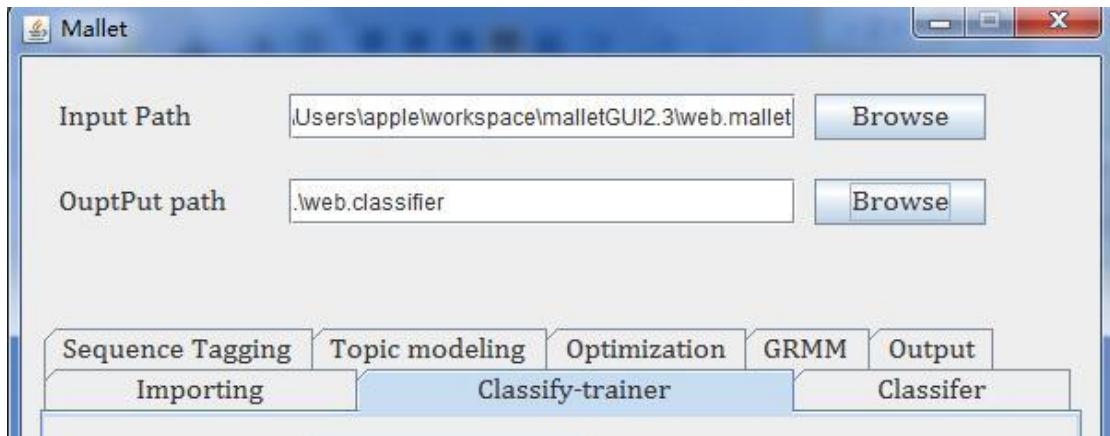 Mallet
Input Path \Users\apple\workspace\malletGUI2.3\web.mallet Browse
OuptPut path .\web.classifier Browse
Sequence Tagging Topic modeling Optimization GRMM Output
Importing Classify-trainer Classifer